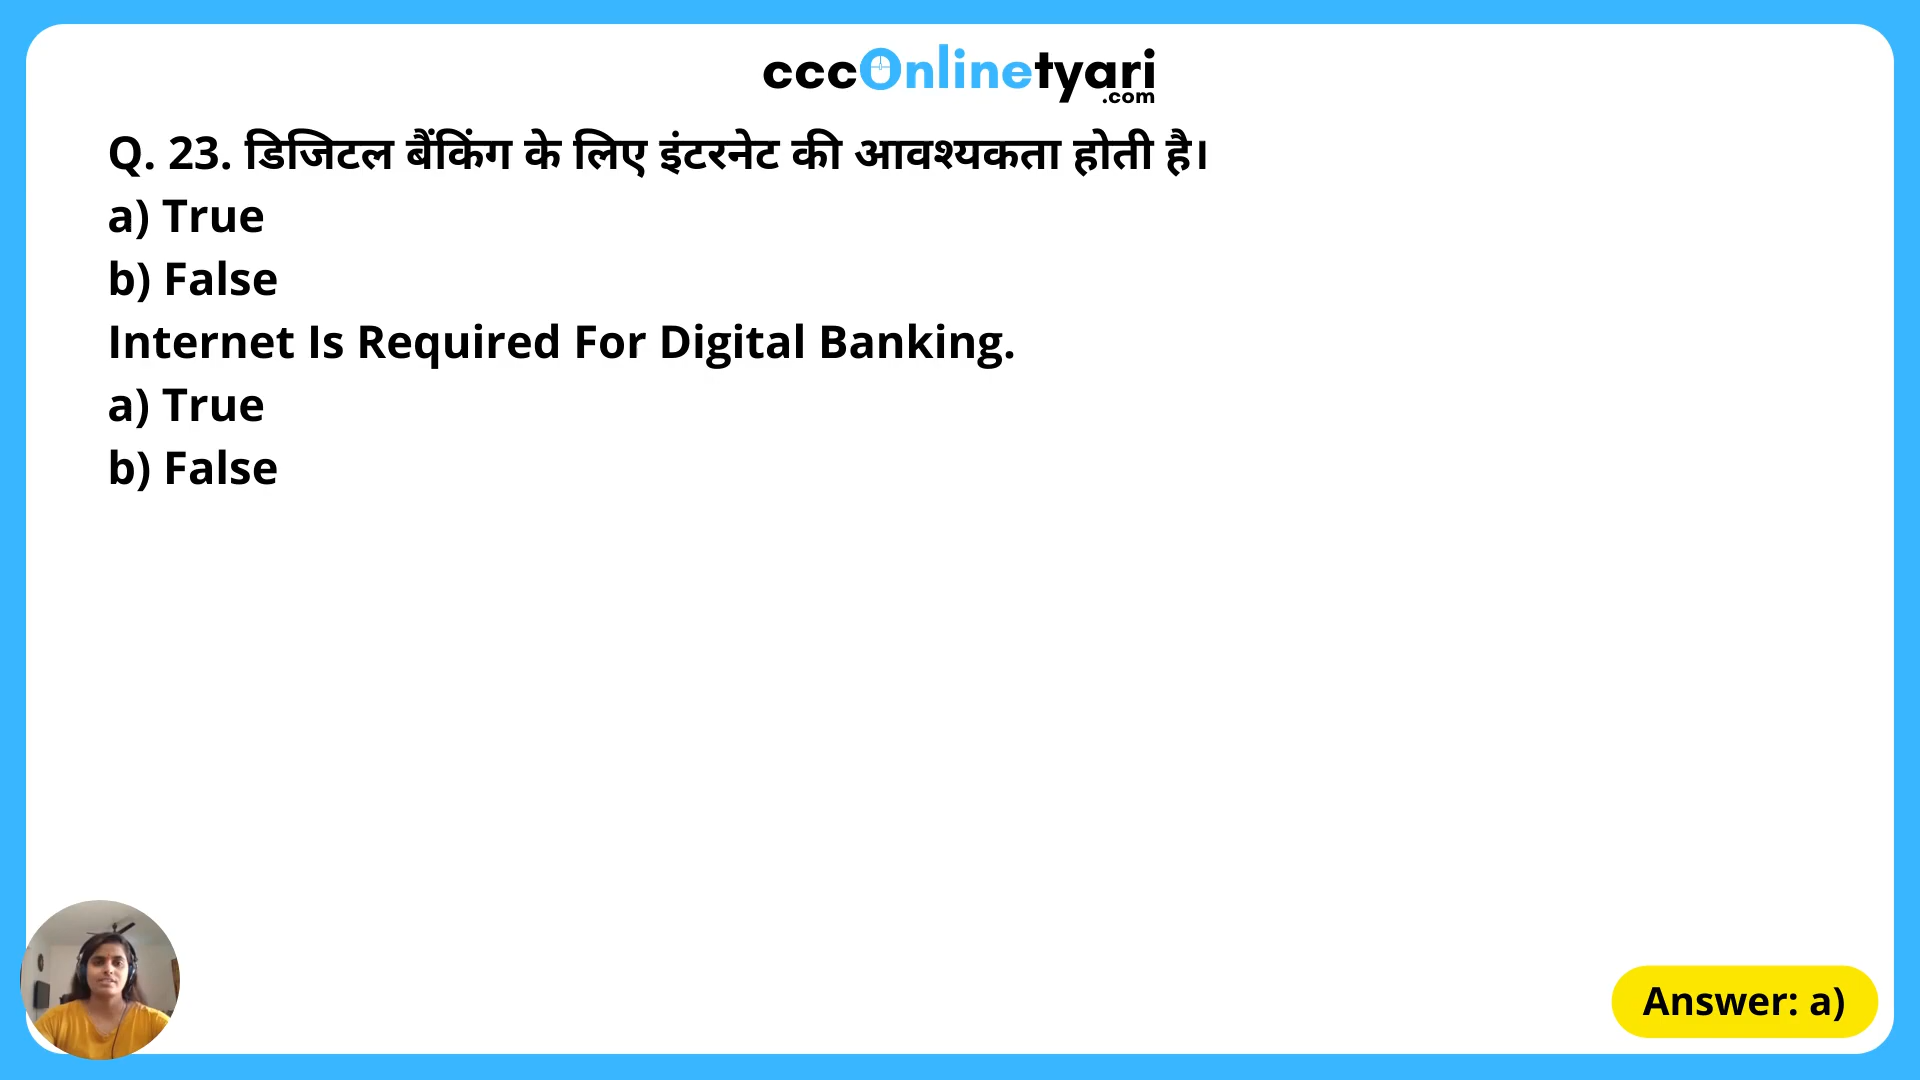 cccOnlinetyari
.com
Q. 23. डिजिटल बैंकिंग के लिए इंटरनेट की आवश्यकता होती है।
a) True
b) False
Internet Is Required For Digital Banking.
a) True
b) False
Answer: a)